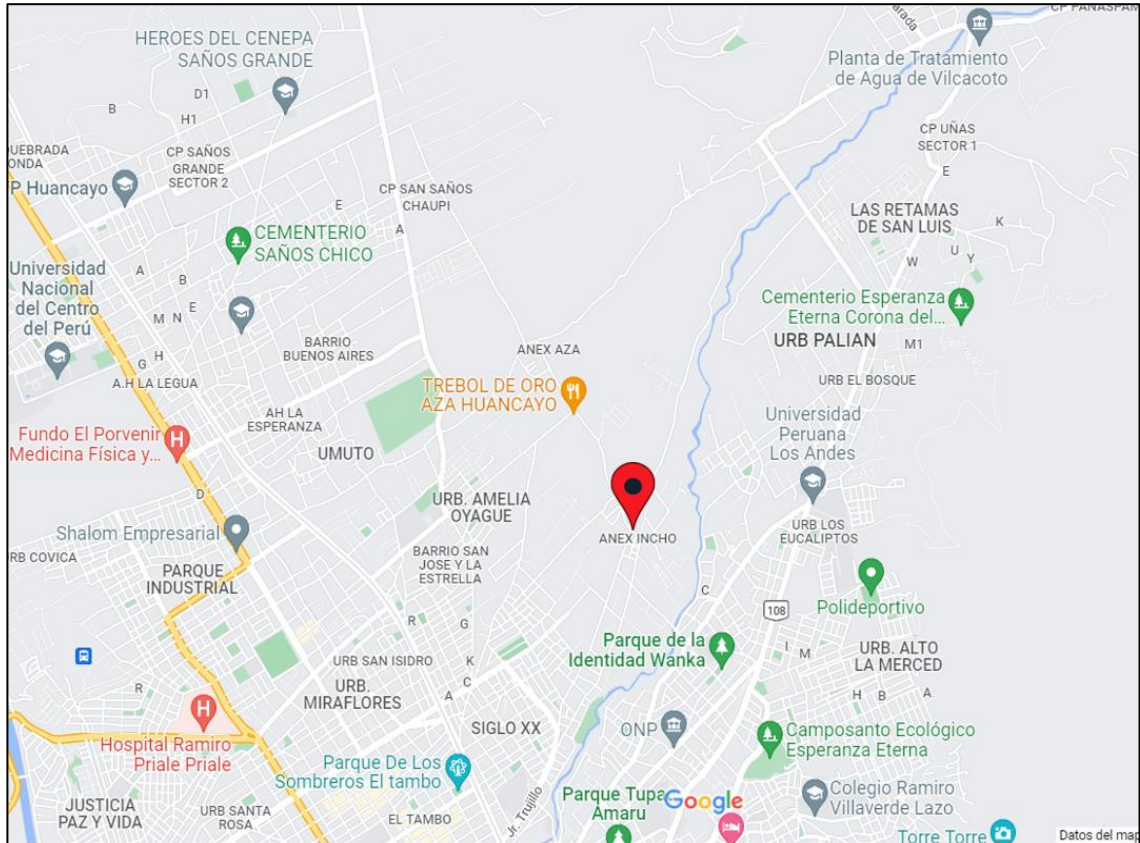 CP PAÑASPAM
HEROES DEL CENEPA
SAÑOS GRANDE
Planta de Tratamiento
de Agua de Vilcacoto
B
D1
H1
QUEBRADA
ONDA
CP SAÑOS
GRANDE
SECTOR 2
CP UÑAS
SECTOR 1
E
P Huancayo
CP SAN SAÑOS
CHAUPI
E
A
LAS RETAMAS
DE SAN LUIS
K
U
Y
W
CEMENTERIO
SAÑOS CHICO
Universidad
Nacional
del Centro
del Perú
A
B
E
M
N
Cementerio Esperanza
Eterna Corona del...
URB PALIAN
M1
BARRIO
BUENOS AIRES
ANEX AZA
G
H
A.H LA LEGUA
URB EL BOSQUE
TREBOL DE ORO
AZA HUANCAYO
AH LA
ESPERANZA
Universidad
Peruana
Los Andes
Fundo El Porvenir
Medicina Física y...
H
UMUTO
D
URB. AMELIA
OYAGUE
Shalom Empresarial
ANEX INCHO
URB LOS
EUCALIPTOS
URB COVICA
PARQUE
INDUSTRIAL
BARRIO SAN
JOSE Y LA
ESTRELLA
C
108
Polideportivo
R
G
Parque de la
Identidad Wanka
I
M
URB. ALTO
LA MERCED
URB SAN ISIDRO
K
C
A
R
URB.
MIRAFLORES
H
B
A
H
Hospital Ramiro
Priale Priale
SIGLO XX
ONP
Camposanto Ecológico
Esperanza Eterna
Parque De Los
Sombreros El tambo
Colegio Ramiro
Villaverde Lazo
JUSTICIA
PAZ Y VIDA
URB SANTA
ROSA
EL TAMBO
Jr. Trujillo
Parque Tupa
Amaru
Google
Torre Torre
Datos del map